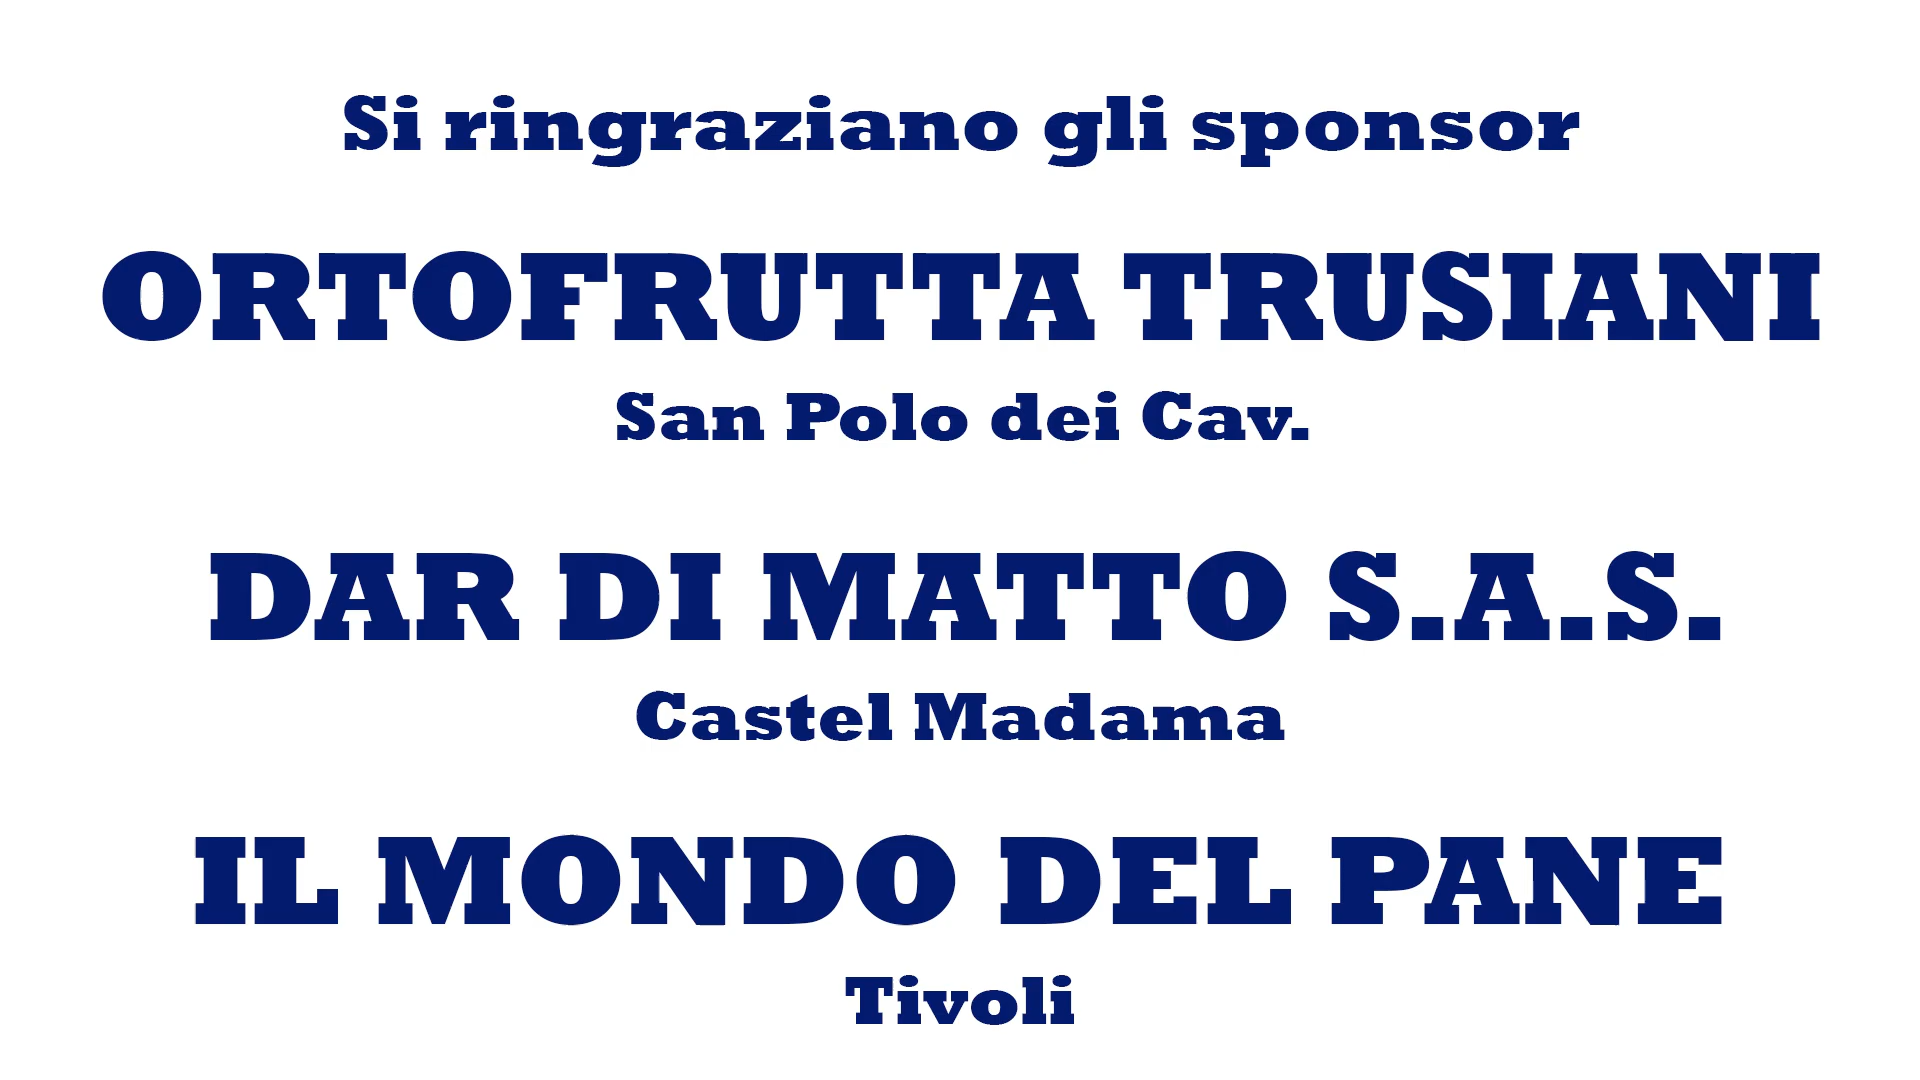 Si ringraziano gli sponsor
ORTOFRUTTA TRUSIANI
San Polo dei Cav.
DAR DI MATTO S.A.S.
Castel Madama
IL MONDO DEL PANE
Tivoli